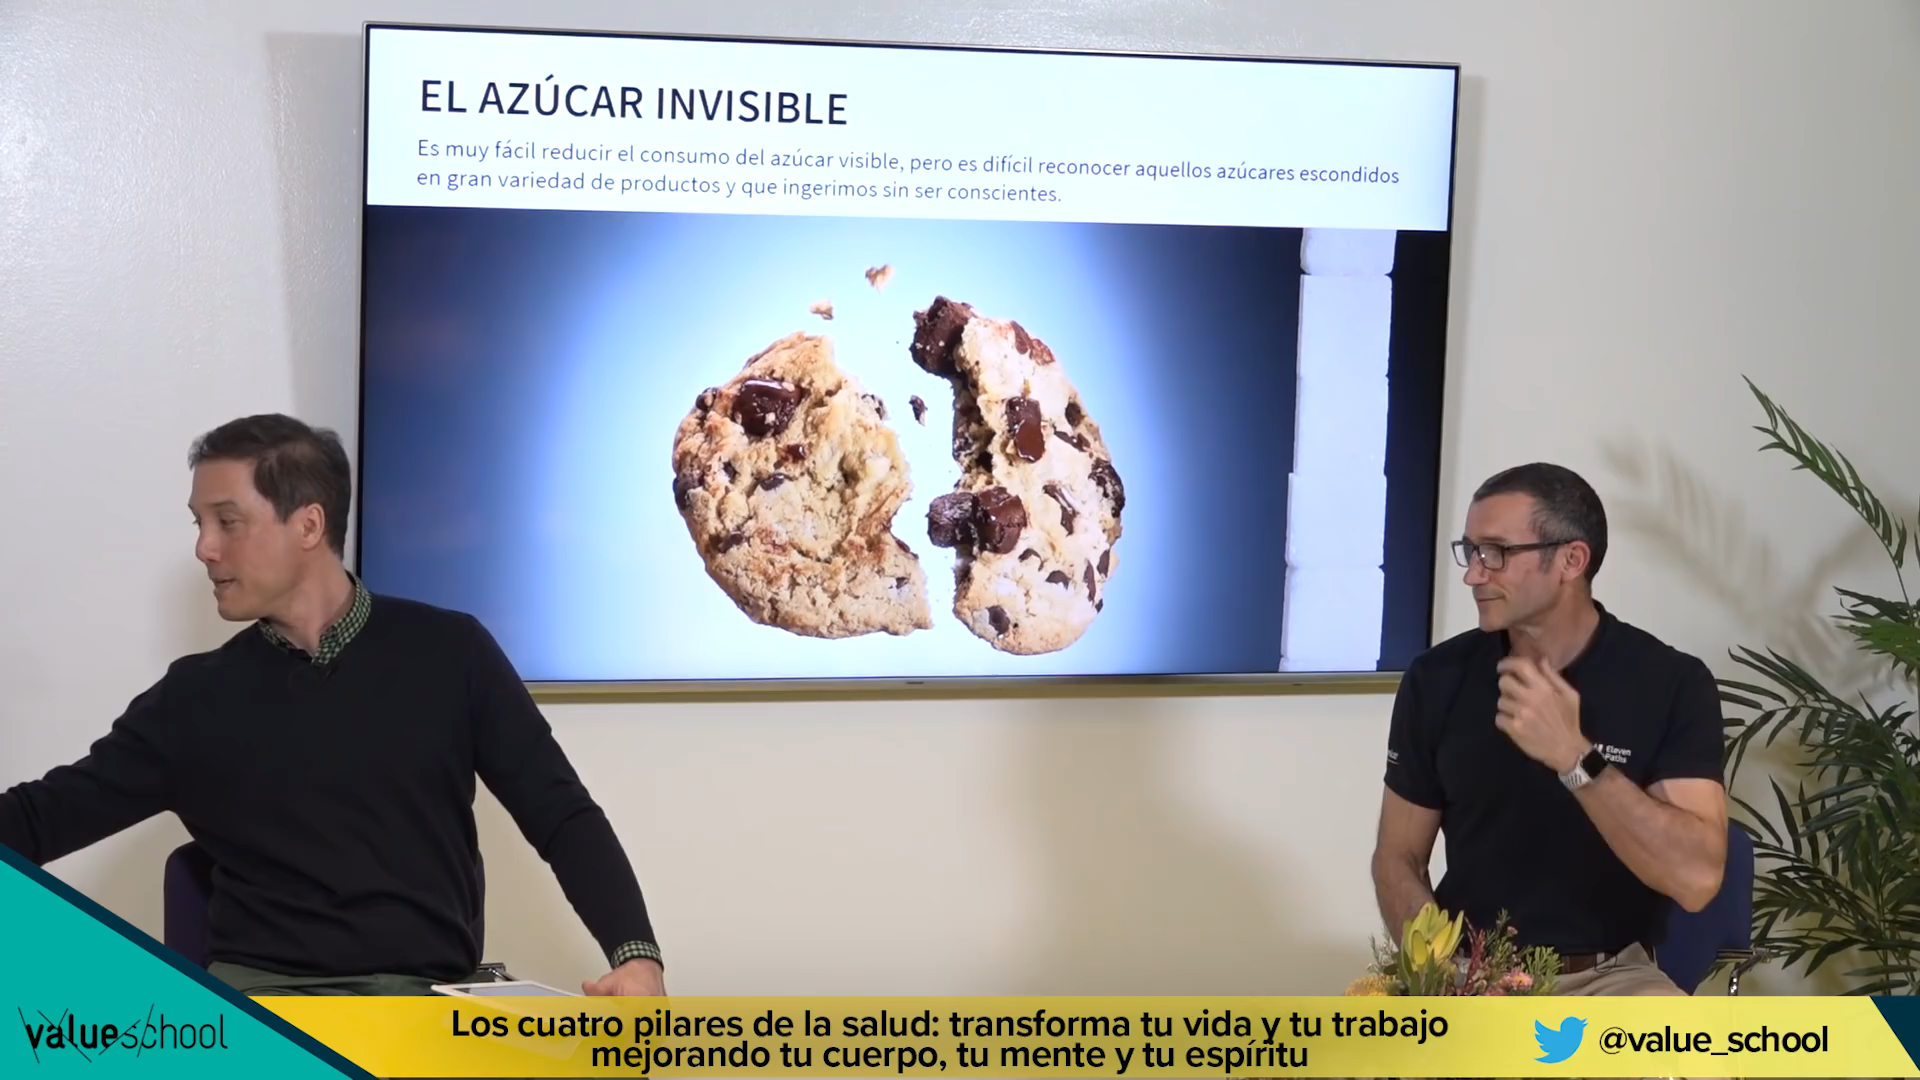 EL AZÚCAR INVISIBLE
Es muy fácil reducir el consumo del azúcar visible, pero es difícil reconocer aquellos azúcares escondidos
en gran variedad de productos y que ingerimos sin ser conscientes.
Eleven
Paths
valueschool
Los cuatro pilares de la salud: transforma tu vida y tu trabajo
mejorando tu cuerpo, tu mente y tu espíritu
@value_school